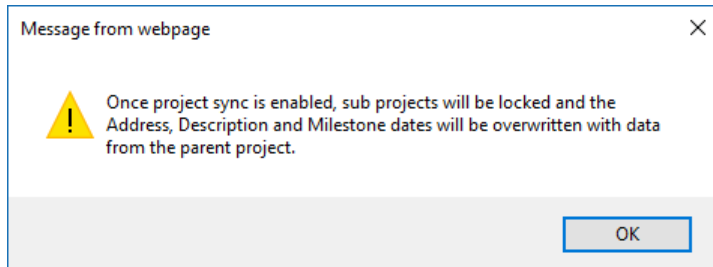 Message from webpage
Once project sync is enabled, sub projects will be locked and the
Address, Description and Milestone dates will be overwritten with data
from the parent project.
OK